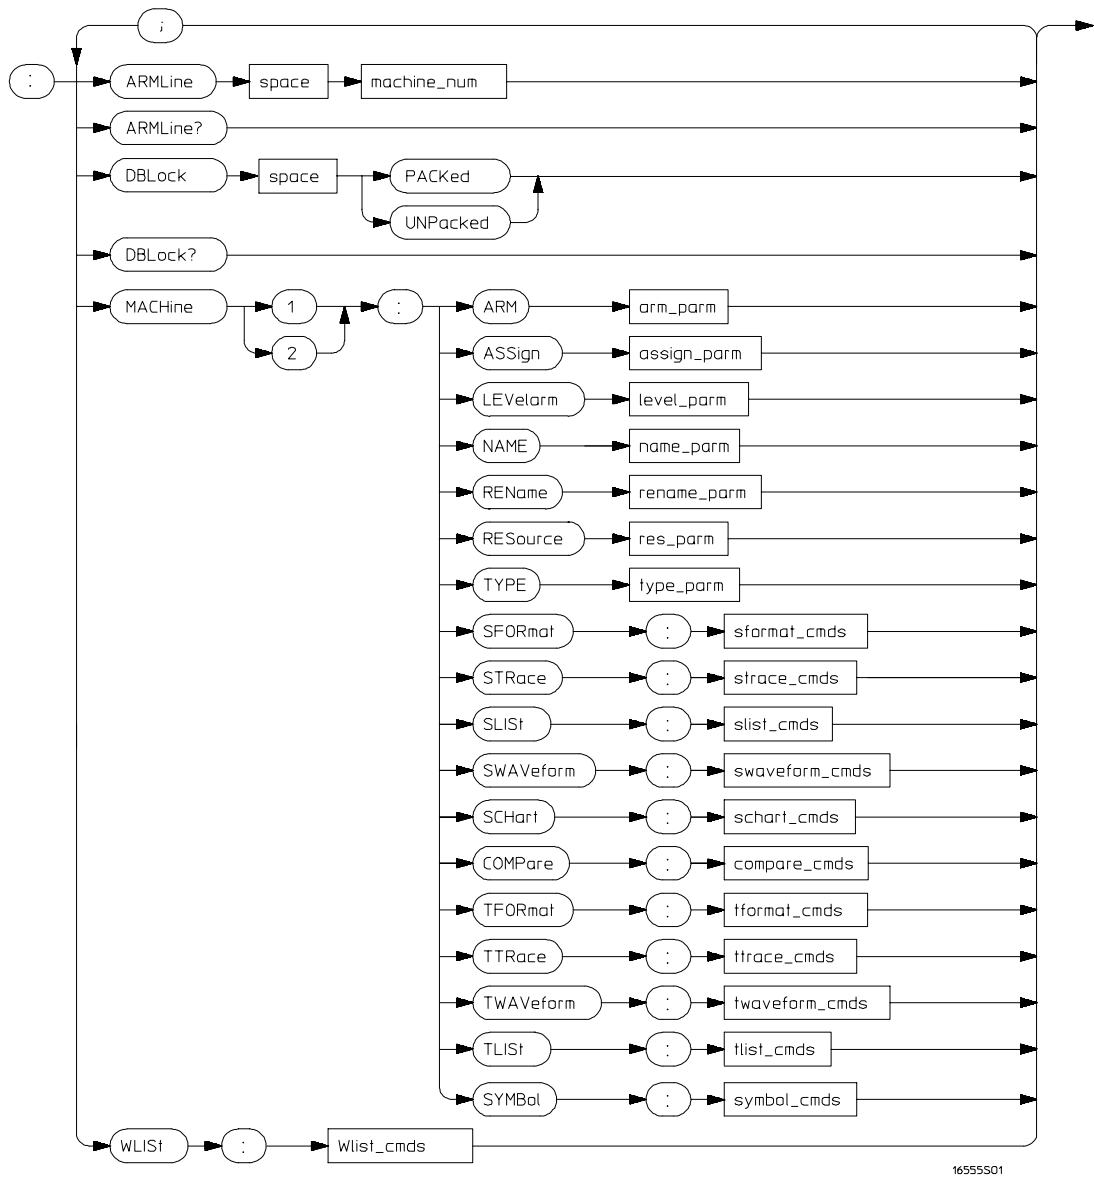 ;
: ARMLine space machine_num
ARMLine?
DBLock space PACKed
UNPacked
DBLock?
MACHine 1 : ARM arm_parm
2 ASSign assign_parm
LEVelarm level_parm
NAME name_parm
REName rename_parm
RESource res_parm
TYPE type_parm
SFORmat : sformat_cmds
STRace : strace_cmds
SLISt : slist_cmds
SWAVeform : swaveform_cmds
SCHart : schart_cmds
COMPare : compare_cmds
TFORmat : tformat_cmds
TTRace : ttrace_cmds
TWAVeform : twaveform_cmds
TLISt : tlist_cmds
SYMBol : symbol_cmds
WLISt : Wlist_cmds
16555S01